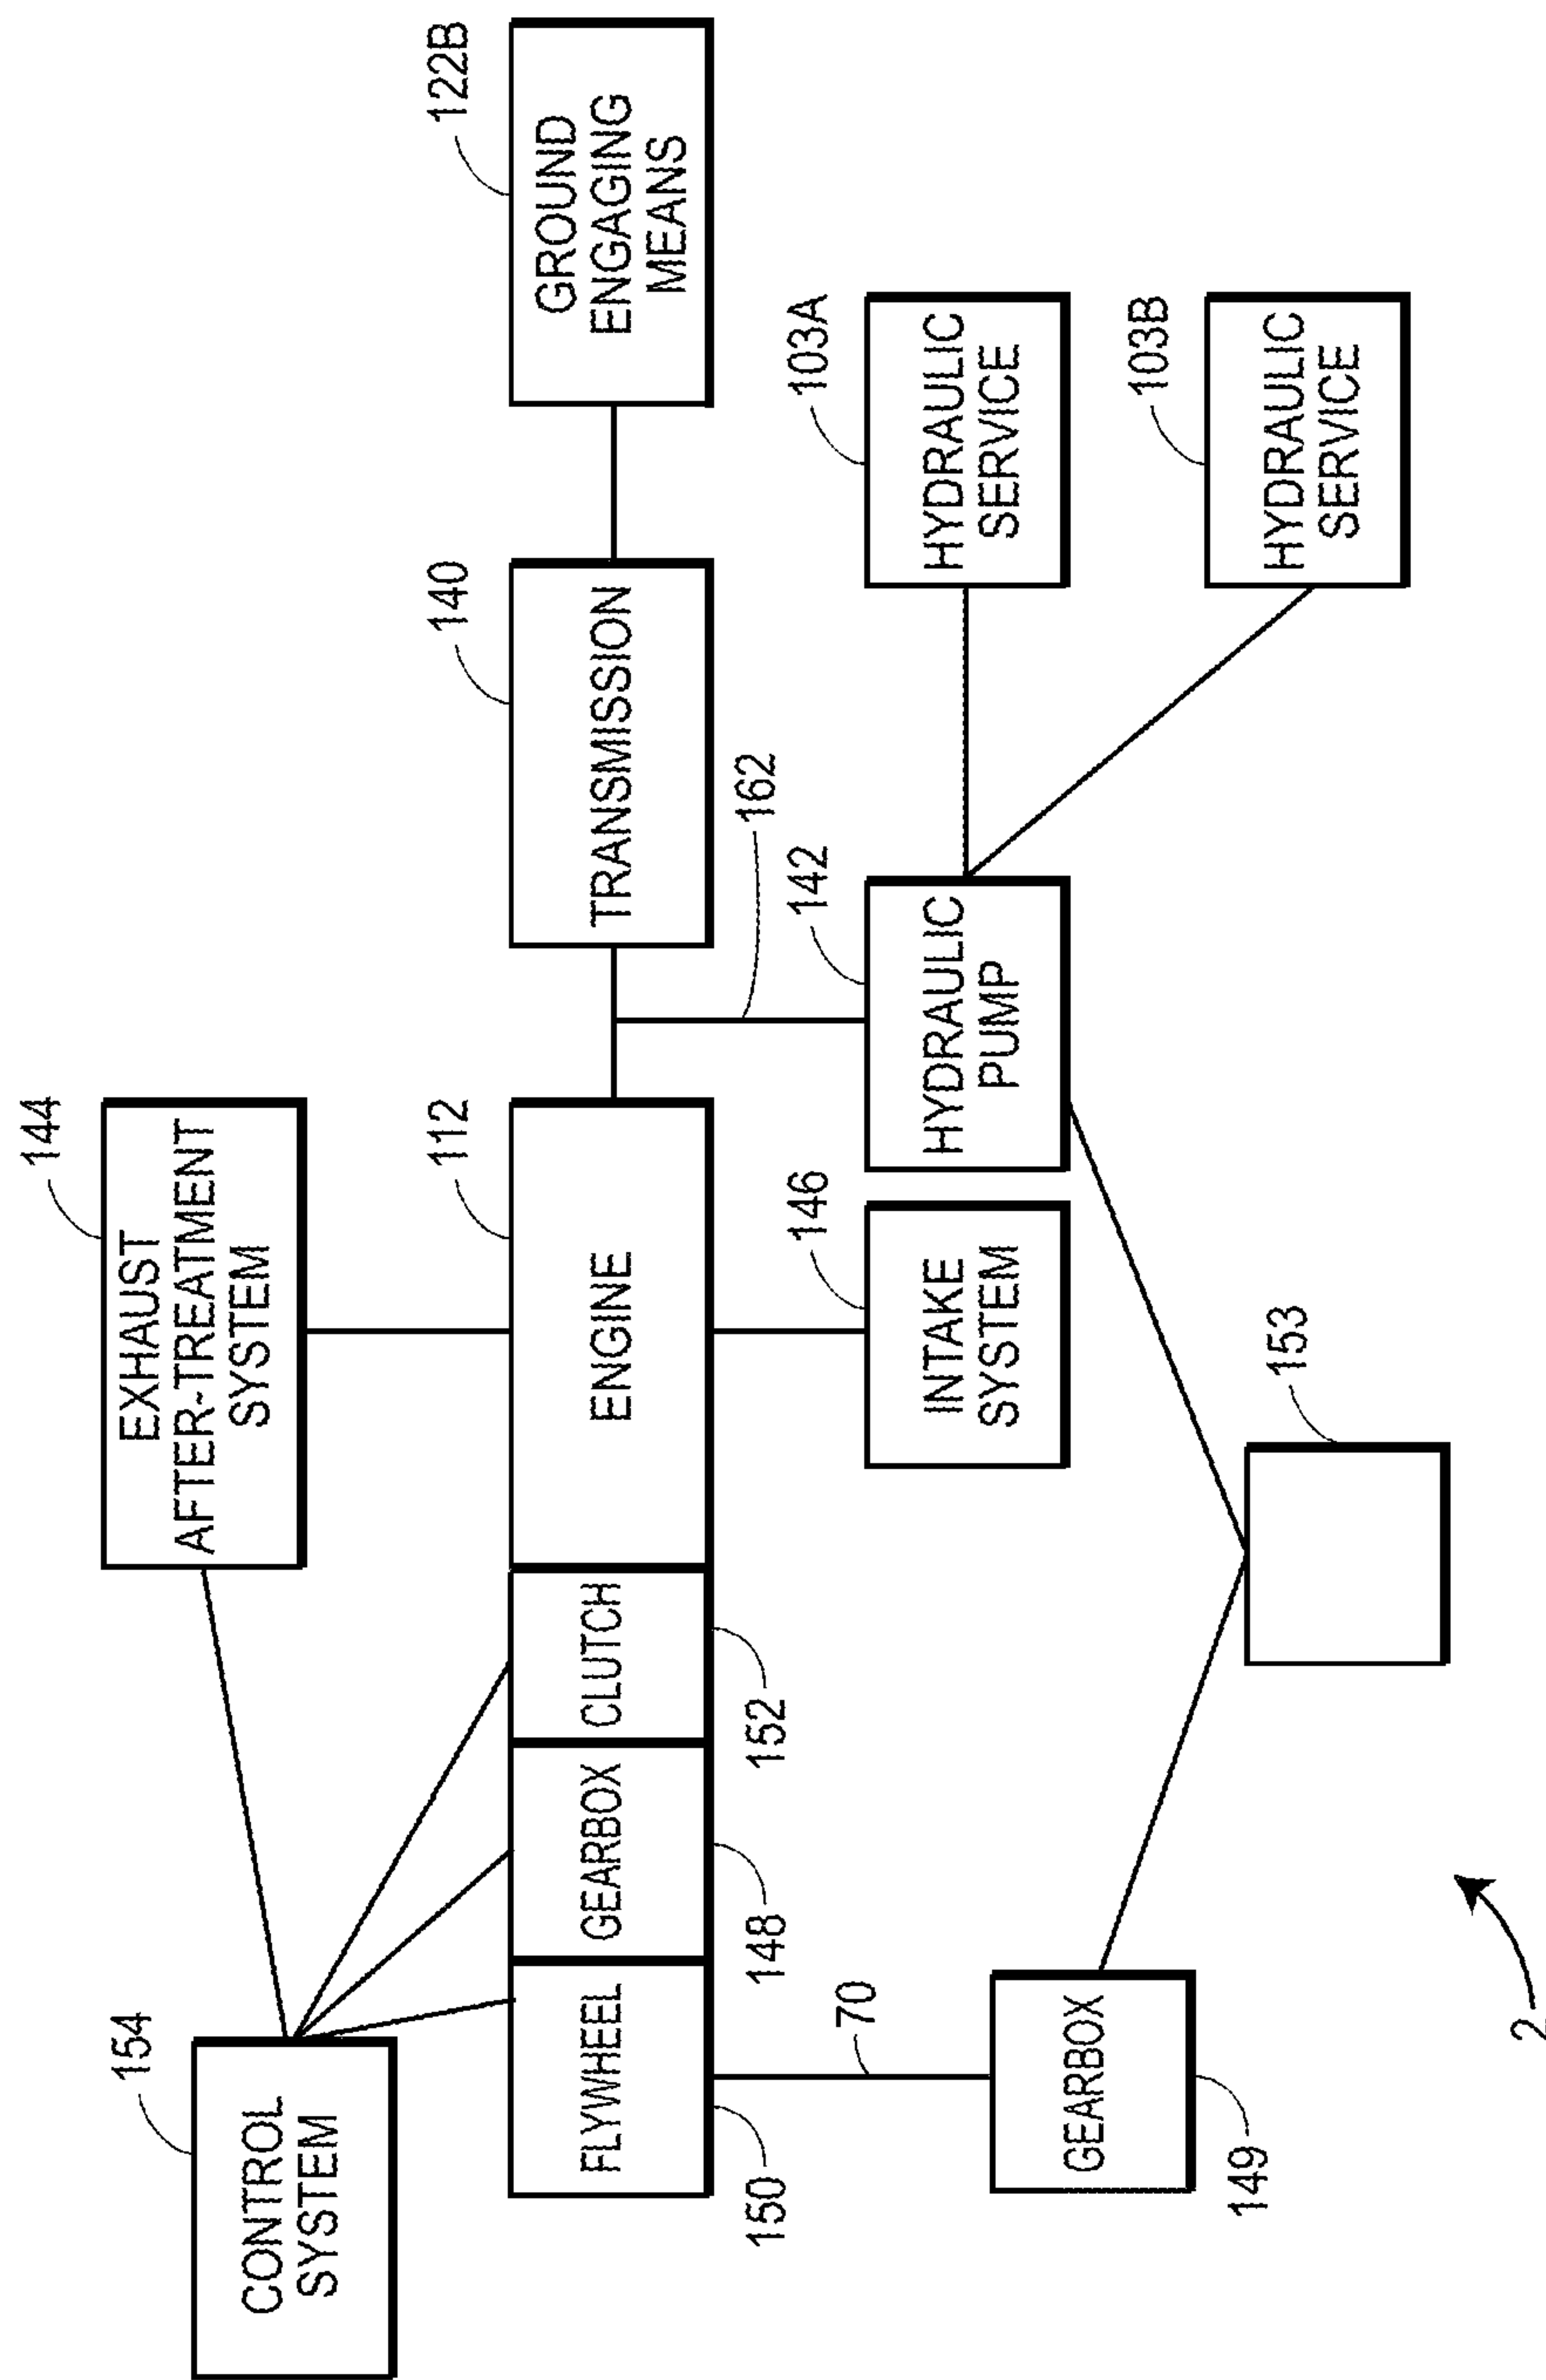 144
EXHAUST
AFTER-TREATMENT
SYSTEM
154
CONTROL
SYSTEM
112
ENGINE
140
TRANSMISSION
122B
GROUND
ENGAGING
MEANS
FLYWHEEL
GEARBOX
CLUTCH
150
148
152
162
146
INTAKE
SYSTEM
142
HYDRAULIC
PUMP
103A
HYDRAULIC
SERVICE
70
GEARBOX
149
153
103B
HYDRAULIC
SERVICE
2